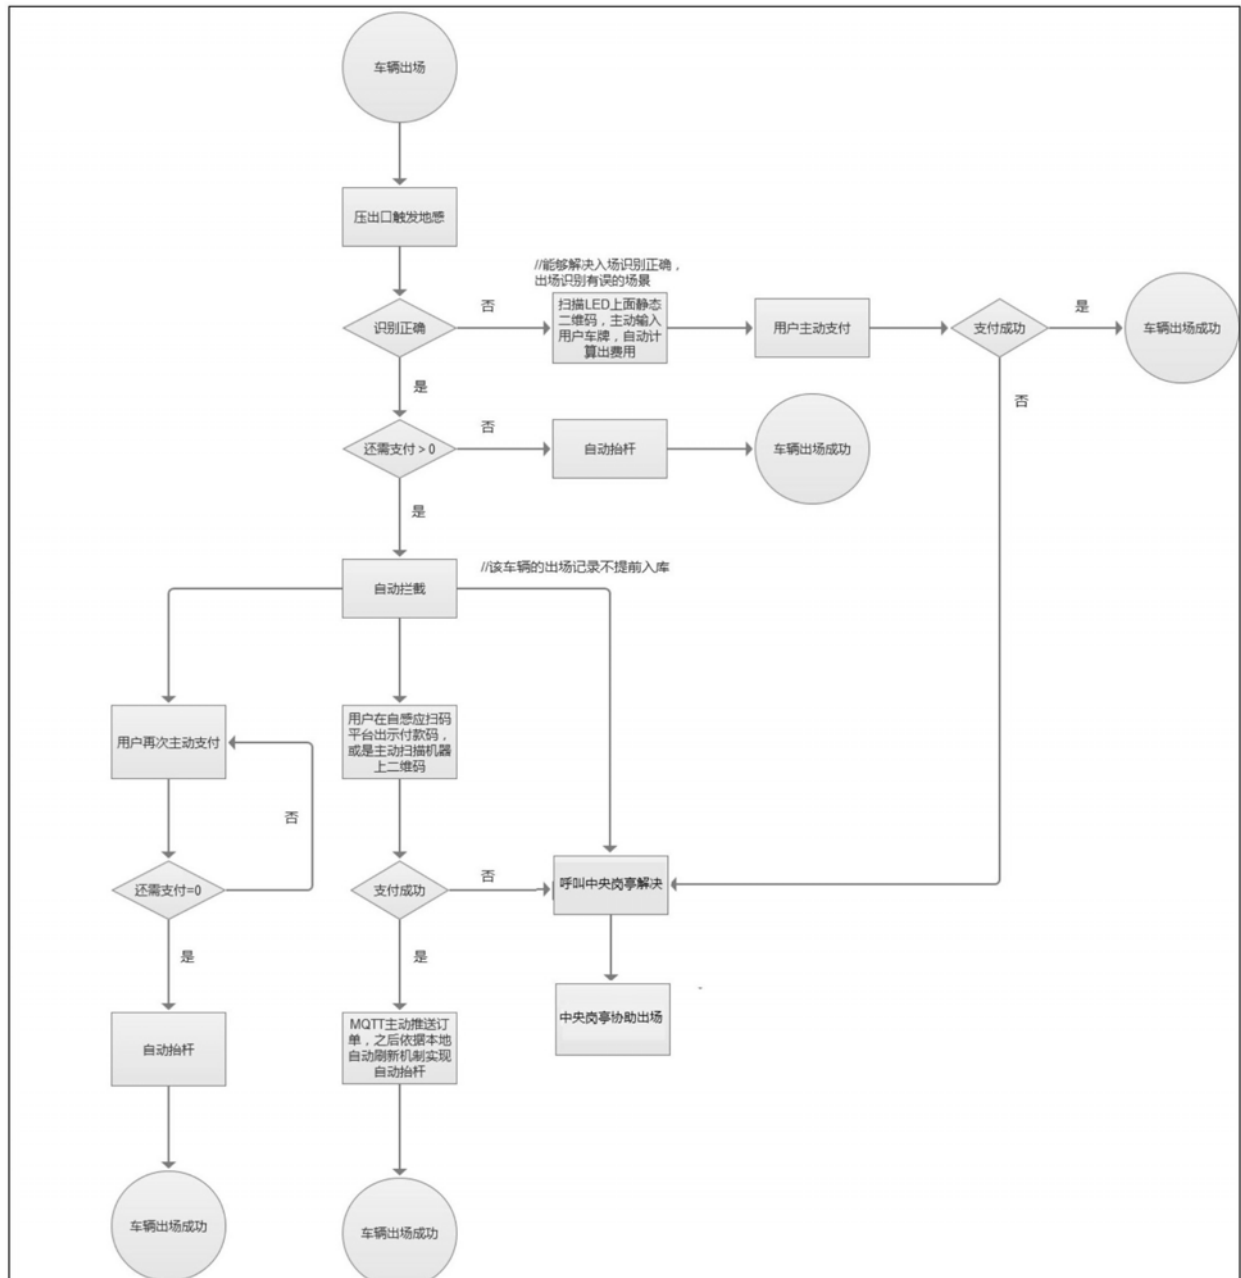 车辆出场
压出口触发地感
//能够解决入场识别正确，
出场识别有误的场景
识别正确
否
扫描LED上面静态
二维码，主动输入
用户车牌，自动计
算出费用
用户主动支付
支付成功
是
车辆出场成功
是
否
还需支付＞0
否
自动抬杆
车辆出场成功
是
自动拦截
//该车辆的出场记录不提前入库
用户再次主动支付
用户在自感应扫码
平台出示付款码，
或是主动扫描机器
上二维码
否
还需支付=0
支付成功
否
呼叫中央岗亭解决
是
是
自动抬杆
MQTT主动推送订
单，之后依据本地
自动刷新机制实现
自动抬杆
中央岗亭协助出场
车辆出场成功
车辆出场成功